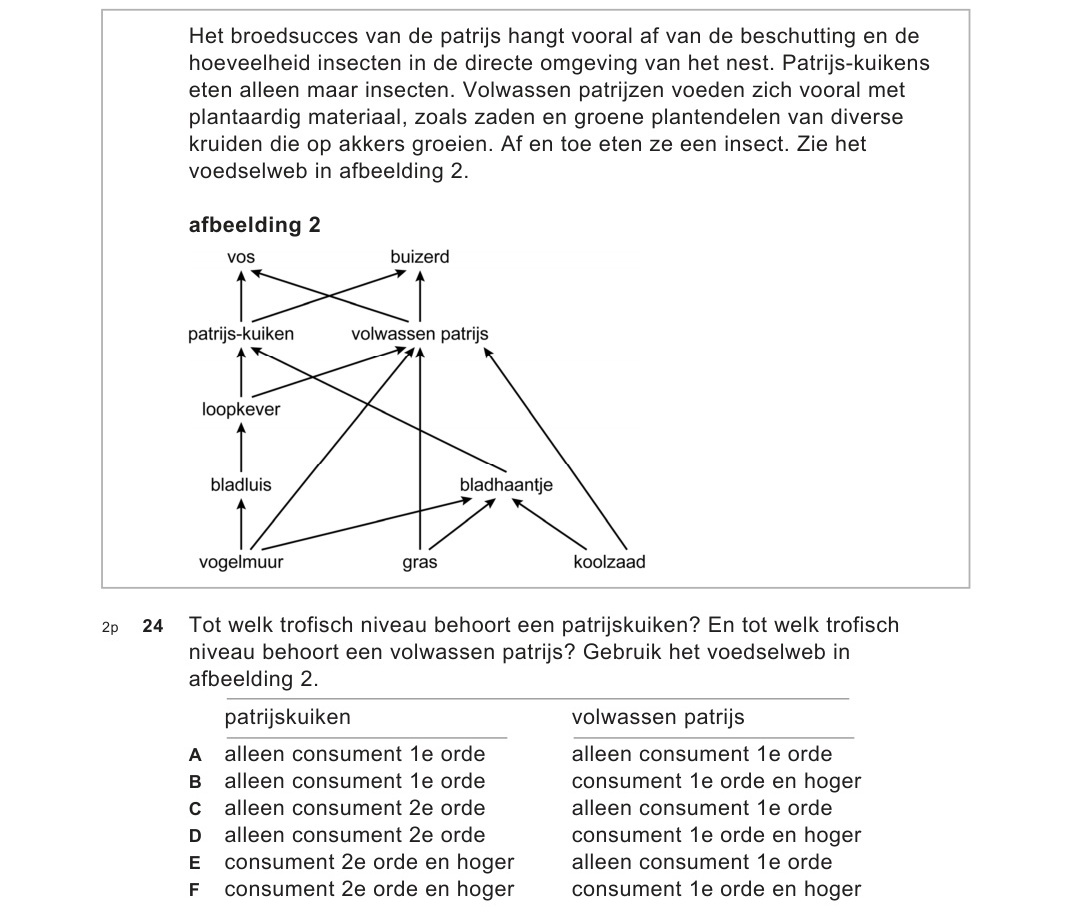 Het broedsucces van de patrijs hangt vooral af van de beschutting en de
hoeveelheid insecten in de directe omgeving van het nest. Patrijs-kuikens
eten alleen maar insecten. Volwassen patrijzen voeden zich vooral met
plantaardig materiaal, zoals zaden en groene plantendelen van diverse
kruiden die op akkers groeien. Af en toe eten ze een insect. Zie het
voedselweb in afbeelding 2.
afbeelding 2
vos buizerd
patrijs-kuiken volwassen patrijs
loopkever
bladluis bladhaantje
vogelmuur gras koolzaad
2p 24 Tot welk trofisch niveau behoort een patrijskuiken? En tot welk trofisch
niveau behoort een volwassen patrijs? Gebruik het voedselweb in
afbeelding 2.
patrijskuiken volwassen patrijs
A alleen consument 1e orde alleen consument 1e orde
B alleen consument 1e orde consument 1e orde en hoger
C alleen consument 2e orde alleen consument 1e orde
D alleen consument 2e orde consument 1e orde en hoger
E consument 2e orde en hoger alleen consument 1e orde
F consument 2e orde en hoger consument 1e orde en hoger